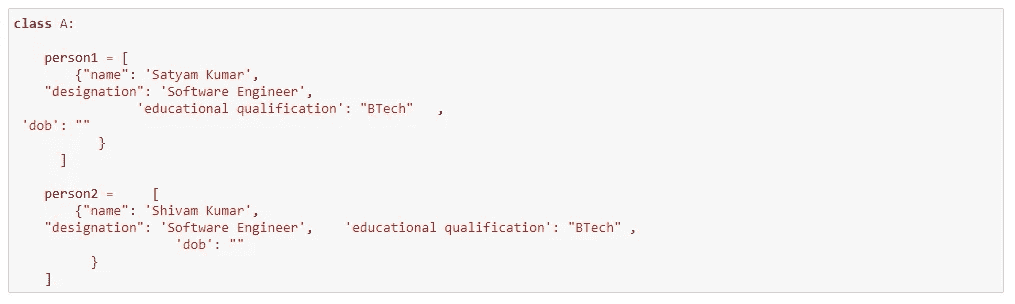 class A:
    person1 = [
        {"name": 'Satyam Kumar',
    "designation": 'Software Engineer',
                'educational qualification': "BTech"   ,
 'dob': ""
           }
      ]
    person2 =     [
        {"name": 'Shivam Kumar',
    "designation": 'Software Engineer',    'educational qualification': "BTech" ,
                     'dob': ""
          }
    ]